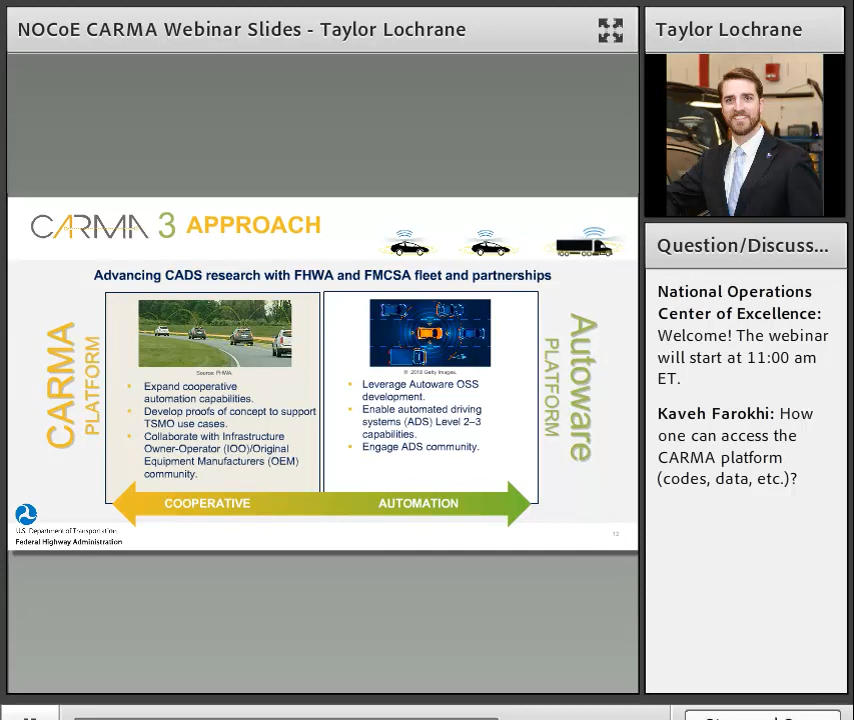 NOCoE CARMA Webinar Slides - Taylor Lochrane
Taylor Lochrane
CARMA 3 APPROACH
Advancing CADS research with FHWA and FMCSA fleet and partnerships
CARMA
PLATFORM
Source: FHWA.
Expand cooperative
automation capabilities.
Develop proofs of concept to support
TSMO use cases.
Collaborate with Infrastructure
Owner-Operator (IOO)/Original
Equipment Manufacturers (OEM)
community.
© 2018 Getty Images.
Leverage Autoware OSS
development.
Enable automated driving
systems (ADS) Level 2–3
capabilities.
Engage ADS community.
Autoware
PLATFORM
COOPERATIVE
AUTOMATION
U.S. Department of Transportation
Federal Highway Administration
12
Question/Discuss...
National Operations
Center of Excellence:
Welcome! The webinar
will start at 11:00 am
ET.
Kaveh Farokhi: How
one can access the
CARMA platform
(codes, data, etc.)?